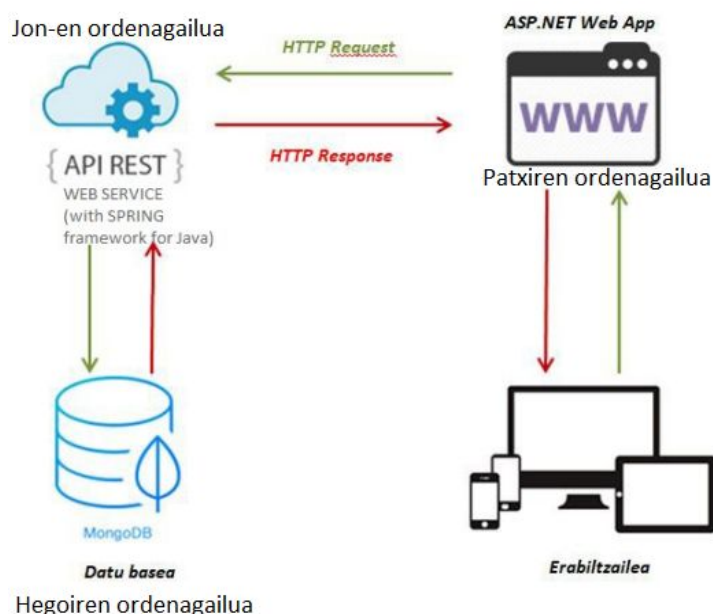 Jon-en ordenagailua
HTTP Request
ASP.NET Web App
WWW
HTTP Response
Patxiren ordenagailua
{ API REST }
WEB SERVICE
(with SPRING
framework for Java)
MongoDB
Datu basea
Erabiltzailea
Hegoiren ordenagailua